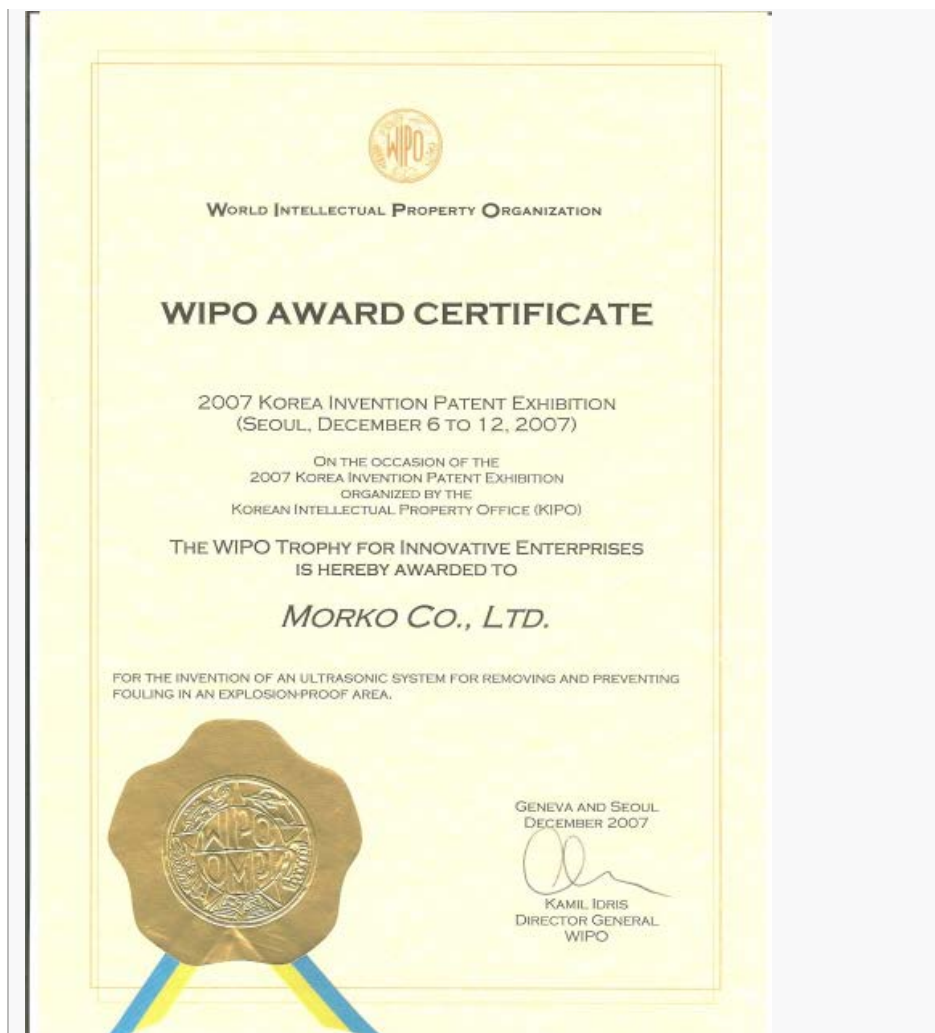 WIPO
WORLD INTELLECTUAL PROPERTY ORGANIZATION
WIPO AWARD CERTIFICATE
2007 KOREA INVENTION PATENT EXHIBITION
(SEOUL, DECEMBER 6 TO 12, 2007)
ON THE OCCASION OF THE
2007 KOREA INVENTION PATENT EXHIBITION
ORGANIZED BY THE
KOREAN INTELLECTUAL PROPERTY OFFICE (KIPO)
THE WIPO TROPHY FOR INNOVATIVE ENTERPRISES
IS HEREBY AWARDED TO
MORKO CO., LTD.
FOR THE INVENTION OF AN ULTRASONIC SYSTEM FOR REMOVING AND PREVENTING
FOULING IN AN EXPLOSION-PROOF AREA.
WIPO
OMPI
GENEVA AND SEOUL
DECEMBER 2007
KAMIL IDRIS
DIRECTOR GENERAL
WIPO